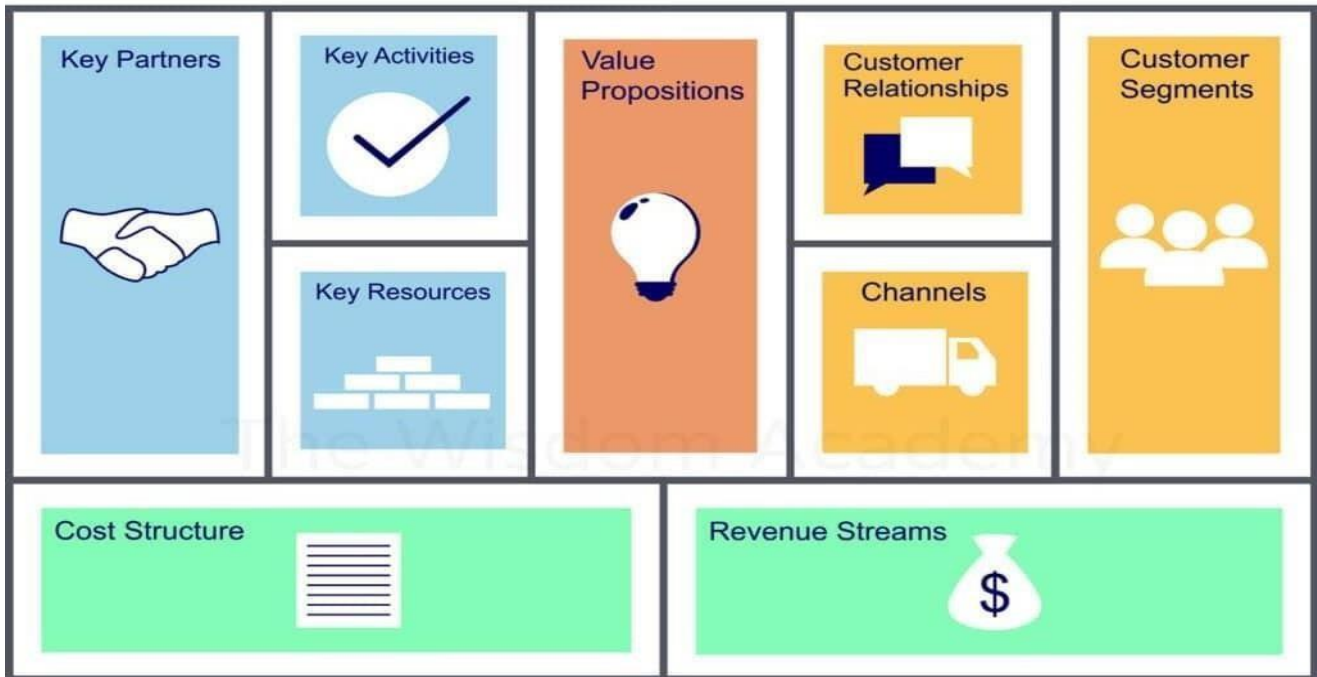 Key Partners
Key Activities
Key Resources
Value
Propositions
Customer
Relationships
Channels
Customer
Segments
Cost Structure
Revenue Streams
$
The Wisdom Academy